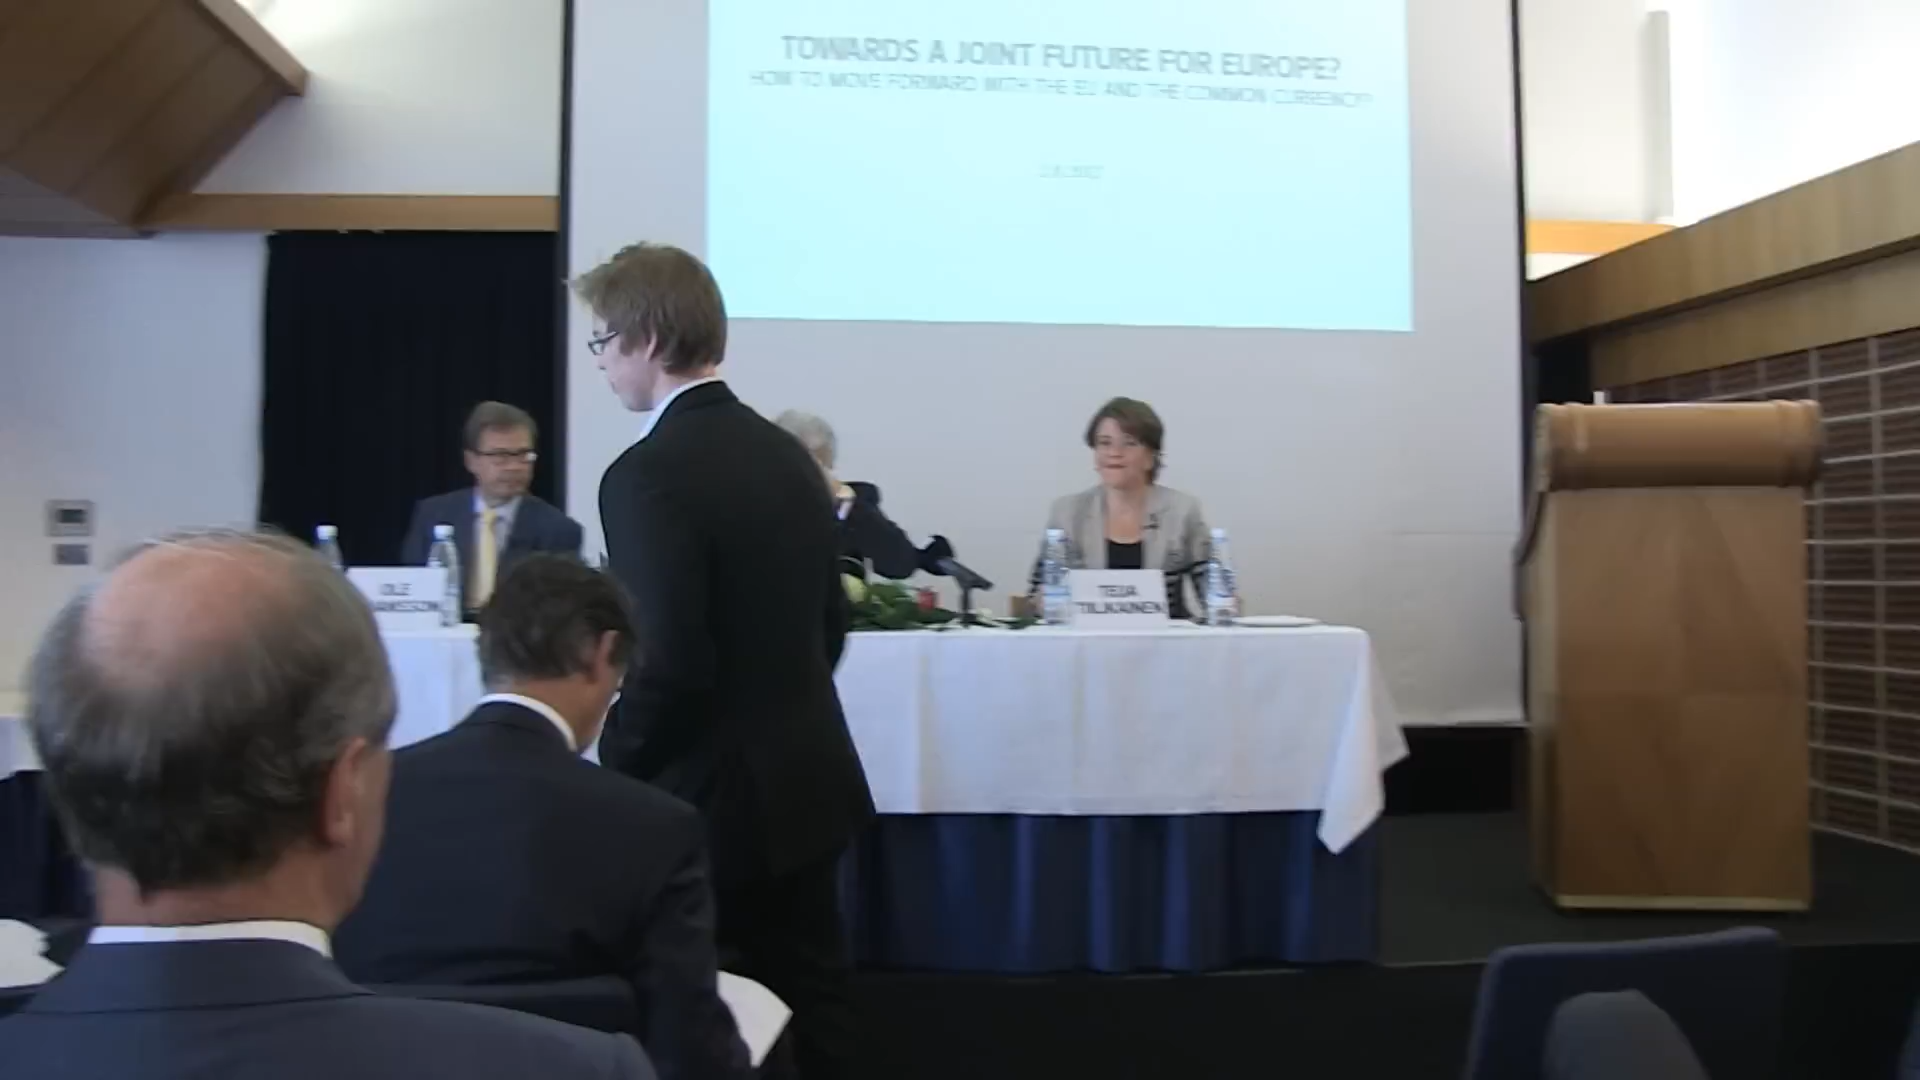 TOWARDS A JOINT FUTURE FOR EUROPE?
HOW TO MOVE FORWARD WITH THE EU AND THE COMMON CURRENCY?
OLE
TEIJA
TIILIKAINEN